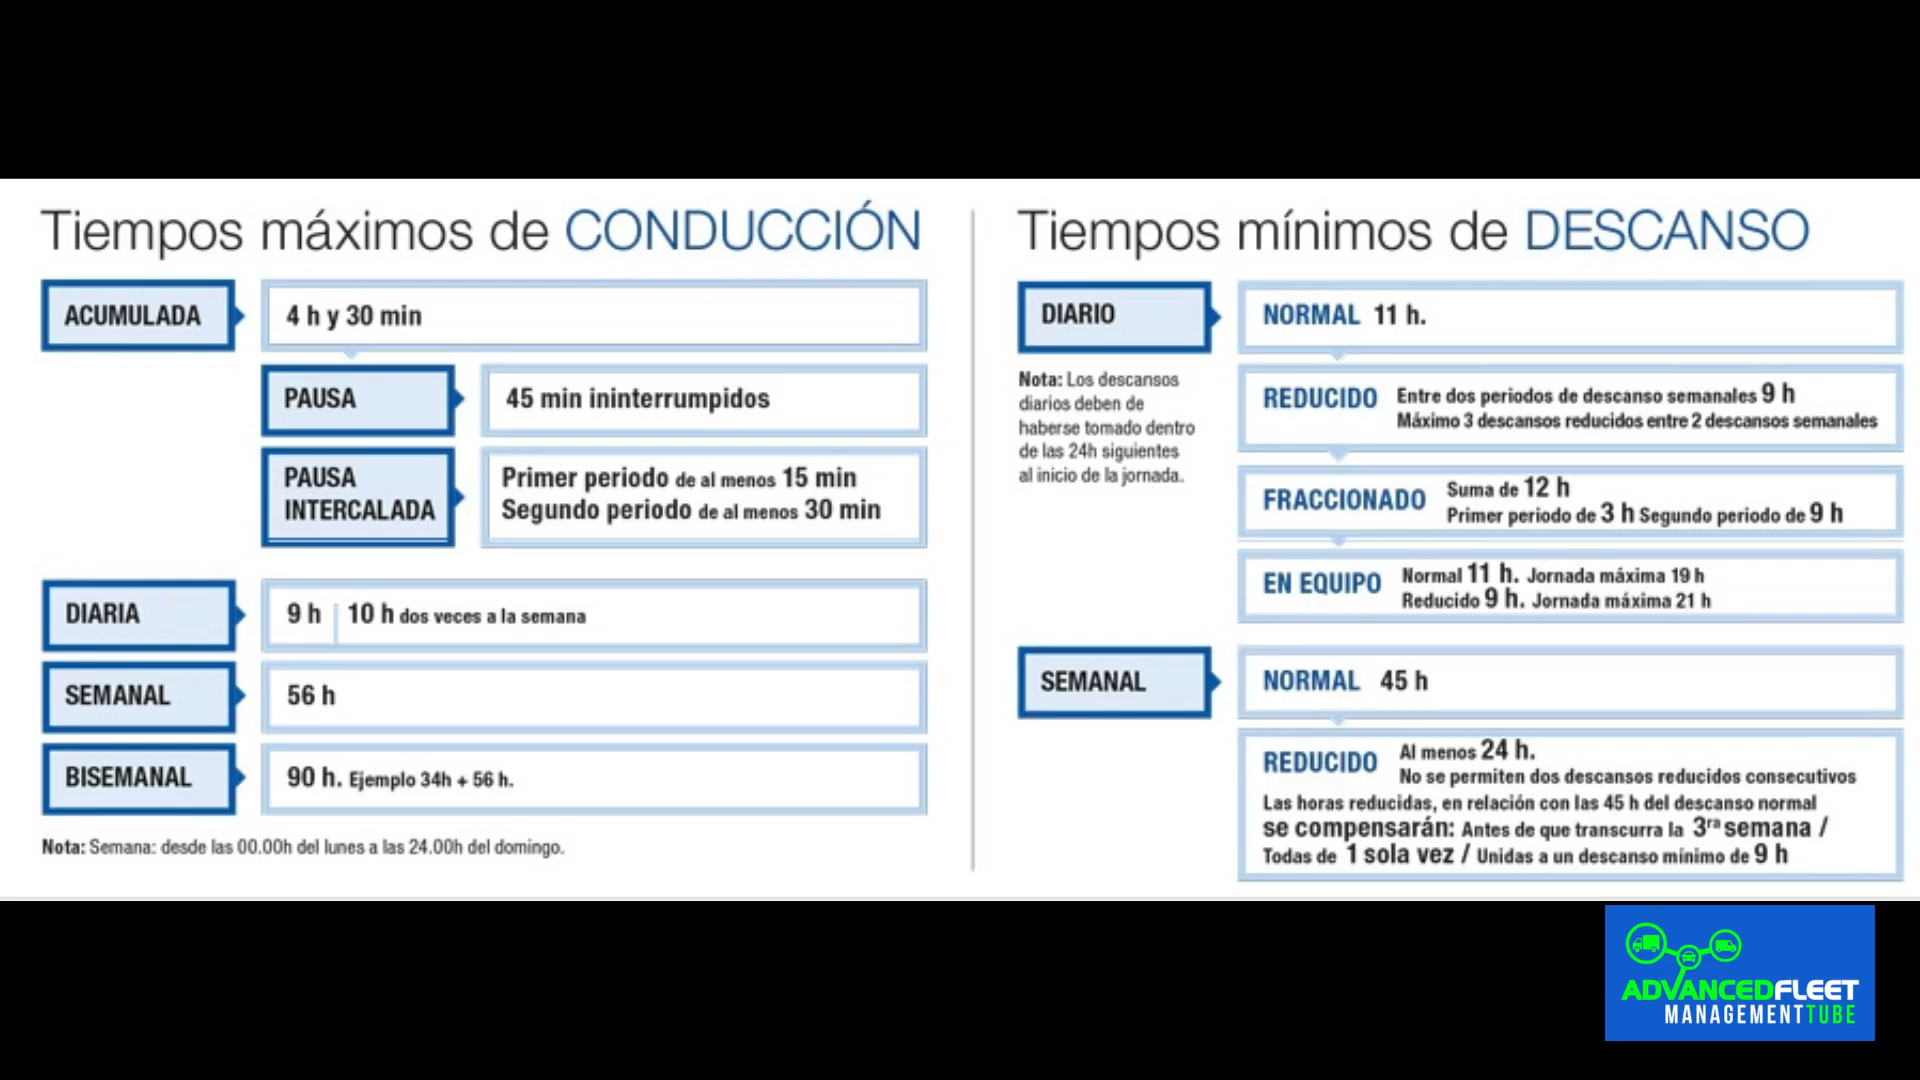 Tiempos máximos de CONDUCCIÓN
ACUMULADA
4 h y 30 min
PAUSA
45 min ininterrumpidos
PAUSA
INTERCALADA
Primer periodo de al menos 15 min
Segundo periodo de al menos 30 min
DIARIA
9 h | 10 h dos veces a la semana
SEMANAL
56 h
BISEMANAL
90 h. Ejemplo 34h + 56 h.
Nota: Semana: desde las 00.00h del lunes a las 24.00h del domingo.
Tiempos mínimos de DESCANSO
DIARIO
Nota: Los descansos
diarios deben de
haberse tomado dentro
de las 24h siguientes
al inicio de la jornada.
NORMAL 11 h.
REDUCIDO
Entre dos periodos de descanso semanales 9 h
Máximo 3 descansos reducidos entre 2 descansos semanales
FRACCIONADO
Suma de 12 h
Primer periodo de 3 h Segundo periodo de 9 h
EN EQUIPO
Normal 11 h. Jornada máxima 19 h
Reducido 9 h. Jornada máxima 21 h
SEMANAL
NORMAL 45 h
REDUCIDO
Al menos 24 h.
No se permiten dos descansos reducidos consecutivos
Las horas reducidas, en relación con las 45 h del descanso normal
se compensarán: Antes de que transcurra la 3ra semana /
Todas de 1 sola vez / Unidas a un descanso mínimo de 9 h
ADVANCEDFLEET
MANAGEMENTTUBE